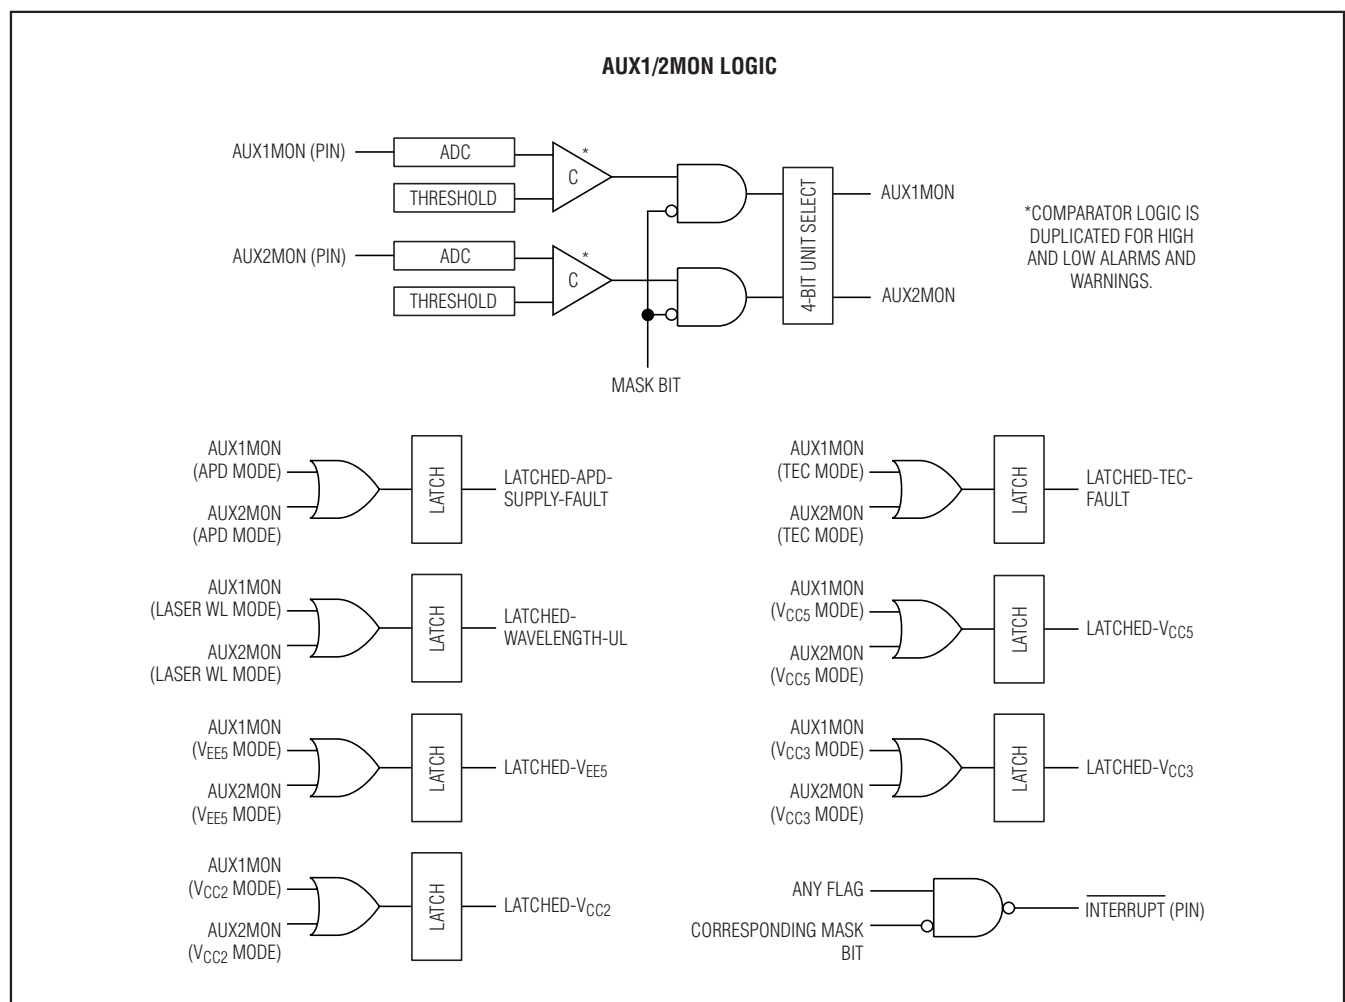 AUX1/2MON LOGIC
AUX1MON (PIN)
ADC
THRESHOLD
*
C
AUX2MON (PIN)
ADC
THRESHOLD
*
C
MASK BIT
4-BIT UNIT SELECT
AUX1MON
AUX2MON
*COMPARATOR LOGIC IS
DUPLICATED FOR HIGH
AND LOW ALARMS AND
WARNINGS.
AUX1MON
(APD MODE)
AUX2MON
(APD MODE)
LATCH
LATCHED-APD-
SUPPLY-FAULT
AUX1MON
(TEC MODE)
AUX2MON
(TEC MODE)
LATCH
LATCHED-TEC-
FAULT
AUX1MON
(LASER WL MODE)
AUX2MON
(LASER WL MODE)
LATCH
LATCHED-
WAVELENGTH-UL
AUX1MON
(VCC5 MODE)
AUX2MON
(VCC5 MODE)
LATCH
LATCHED-VCC5
AUX1MON
(VEE5 MODE)
AUX2MON
(VEE5 MODE)
LATCH
LATCHED-VEE5
AUX1MON
(VCC3 MODE)
AUX2MON
(VCC3 MODE)
LATCH
LATCHED-VCC3
AUX1MON
(VCC2 MODE)
AUX2MON
(VCC2 MODE)
LATCH
LATCHED-VCC2
ANY FLAG
CORRESPONDING MASK
BIT
INTERRUPT (PIN)